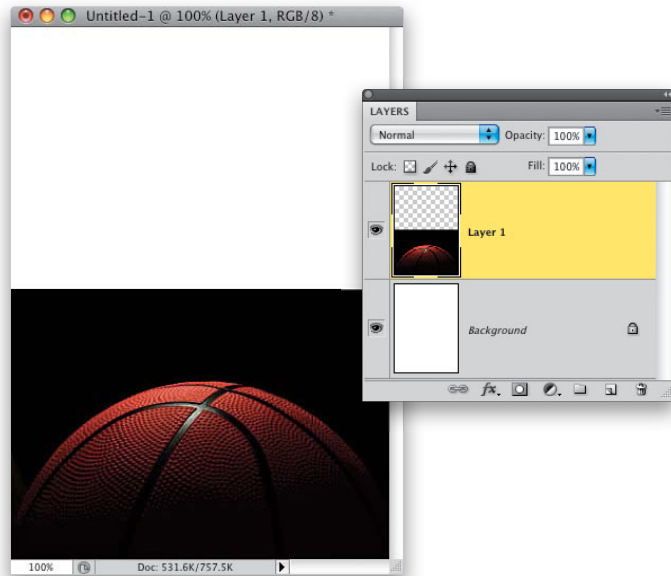 Untitled-1 @ 100% (Layer 1, RGB/8) *
LAYERS
Normal Opacity: 100%
Lock: Fill: 100%
Layer 1
Background
fx.
100% Doc: 531.6K/757.5K